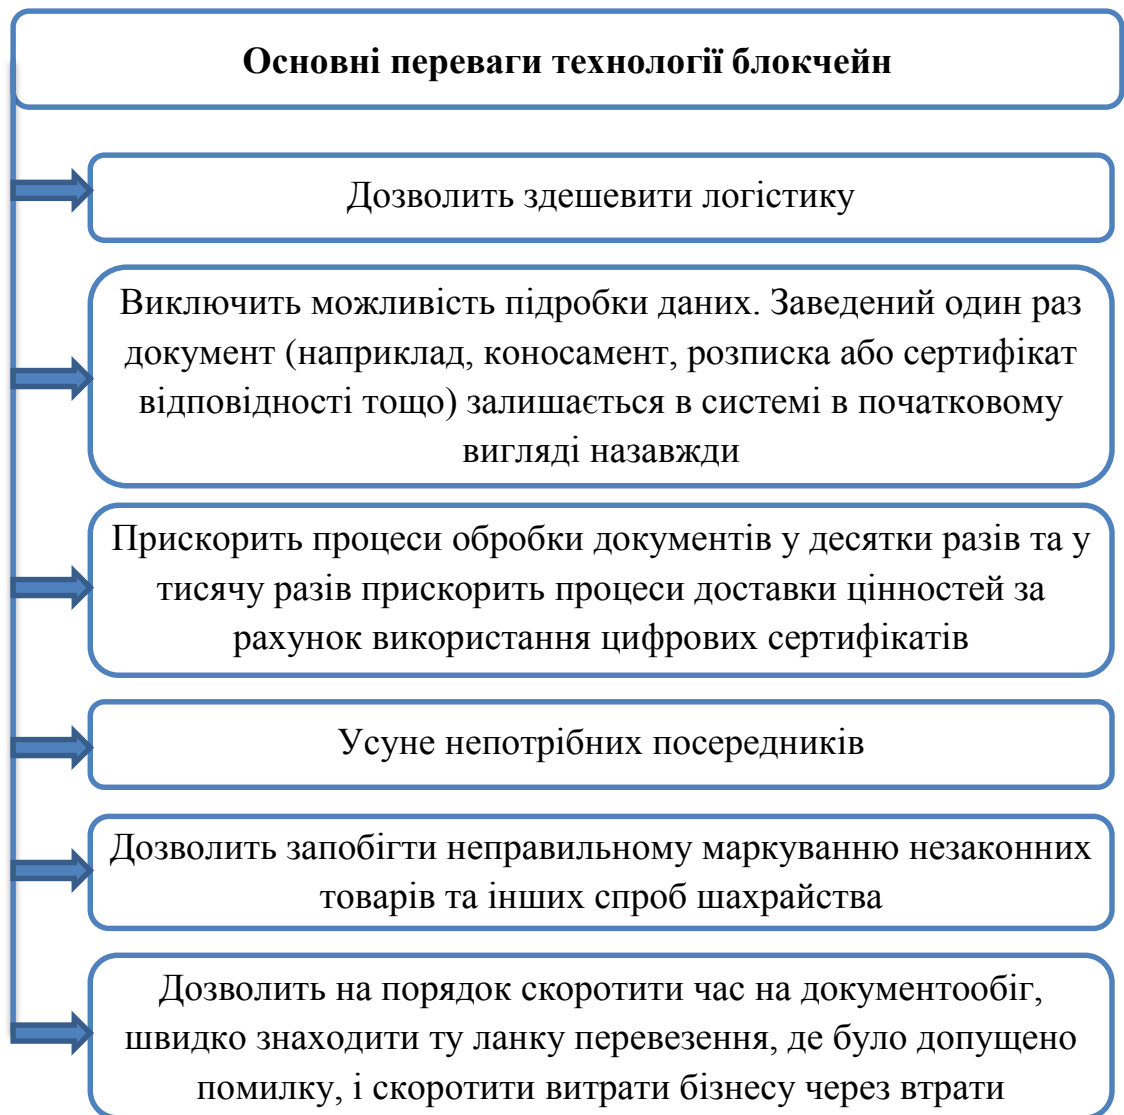 Основні переваги технології блокчейн
Дозволить здешевити логістику
Виключить можливість підробки даних. Заведений один раз
документ (наприклад, коносамент, розписка або сертифікат
відповідності тощо) залишається в системі в початковому
вигляді назавжди
Прискорить процеси обробки документів у десятки разів та у
тисячу разів прискорить процеси доставки цінностей за
рахунок використання цифрових сертифікатів
Усуне непотрібних посередників
Дозволить запобігти неправильному маркуванню незаконних
товарів та інших спроб шахрайства
Дозволить на порядок скоротити час на документообіг,
швидко знаходити ту ланку перевезення, де було допущено
помилку, і скоротити витрати бізнесу через втрати